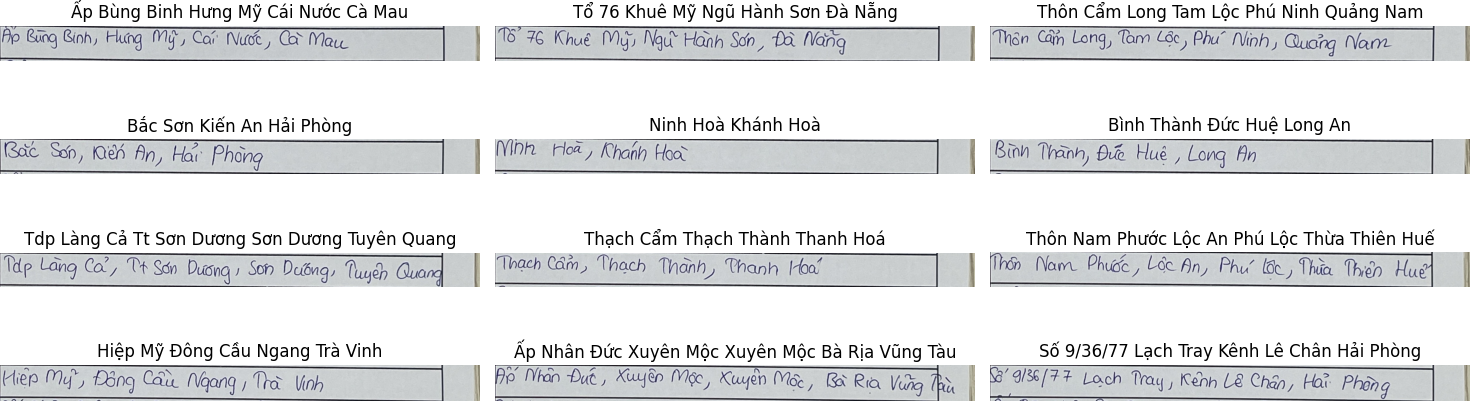 Ấp Bùng Binh Hưng Mỹ Cái Nước Cà Mau
Ấp Bùng Binh, Hưng Mỹ, Cái Nước, Cà Mau
Tổ 76 Khuê Mỹ Ngũ Hành Sơn Đà Nẵng
Tổ 76 Khuê Mỹ, Ngũ Hành Sơn, Đà Nẵng
Thôn Cẩm Long Tam Lộc Phú Ninh Quảng Nam
Thôn Cẩm Long, Tam Lộc, Phú Ninh, Quảng Nam
Bắc Sơn Kiến An Hải Phòng
Bắc Sơn, Kiến An, Hải Phòng
Ninh Hoà Khánh Hoà
Ninh Hoà, Khánh Hoà
Bình Thành Đức Huệ Long An
Bình Thành, Đức Huệ, Long An
Tdp Làng Cả Tt Sơn Dương Sơn Dương Tuyên Quang
Tdp Làng Cả, Tt Sơn Dương, Sơn Dương, Tuyên Quang
Thạch Cẩm Thạch Thành Thanh Hoá
Thạch Cẩm, Thạch Thành, Thanh Hoá
Thôn Nam Phước Lộc An Phú Lộc Thừa Thiên Huế
Thôn Nam Phước, Lộc An, Phú Lộc, Thừa Thiên Huế
Hiệp Mỹ Đông Cầu Ngang Trà Vinh
Hiệp Mỹ, Đông Cầu Ngang, Trà Vinh
Ấp Nhân Đức Xuyên Mộc Xuyên Mộc Bà Rịa Vũng Tàu
Ấp Nhân Đức, Xuyên Mộc, Xuyên Mộc, Bà Rịa Vũng Tàu
Số 9/36/77 Lạch Tray Kênh Lê Chân Hải Phòng
Số 9/36/77 Lạch Tray, Kênh Lê Chân, Hải Phòng